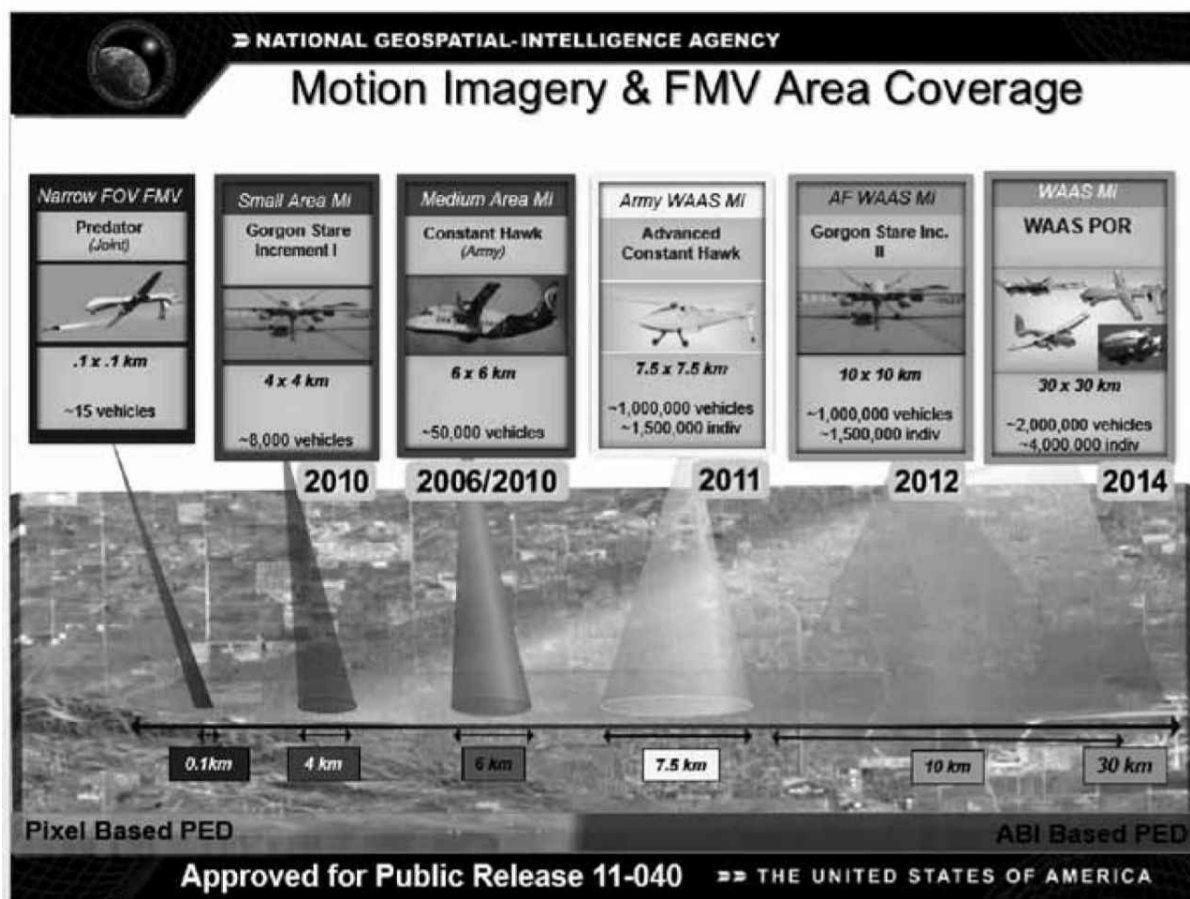 NATIONAL GEOSPATIAL-INTELLIGENCE AGENCY
Motion Imagery & FMV Area Coverage
Narrow FOV FMV
Predator
(Joint)
.1 x .1 km
~15 vehicles
Small Area MI
Gorgon Stare
Increment I
4 x 4 km
~8,000 vehicles
2010
Medium Area MI
Constant Hawk
(Army)
6 x 6 km
~50,000 vehicles
2006/2010
Army WAAS MI
Advanced
Constant Hawk
7.5 x 7.5 km
~1,000,000 vehicles
~1,500,000 indiv
2011
AF WAAS MI
Gorgon Stare Inc.
II
10 x 10 km
~1,000,000 vehicles
~1,500,000 indiv
2012
WAAS MI
WAAS POR
30 x 30 km
~2,000,000 vehicles
~4,000,000 indiv
2014
0.1km
4 km
6 km
7.5 km
10 km
30 km
Pixel Based PED
ABI Based PED
Approved for Public Release 11-040
THE UNITED STATES OF AMERICA